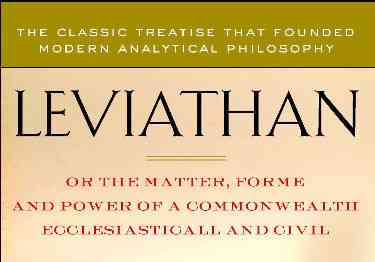 THE CLASSIC TREATISE THAT FOUNDED
MODERN ANALYTICAL PHILOSOPHY
LEVIATHAN
OR THE MATTER, FORME
AND POWER OF A COMMONWEALTH
ECCLESIASTICALL AND CIVIL